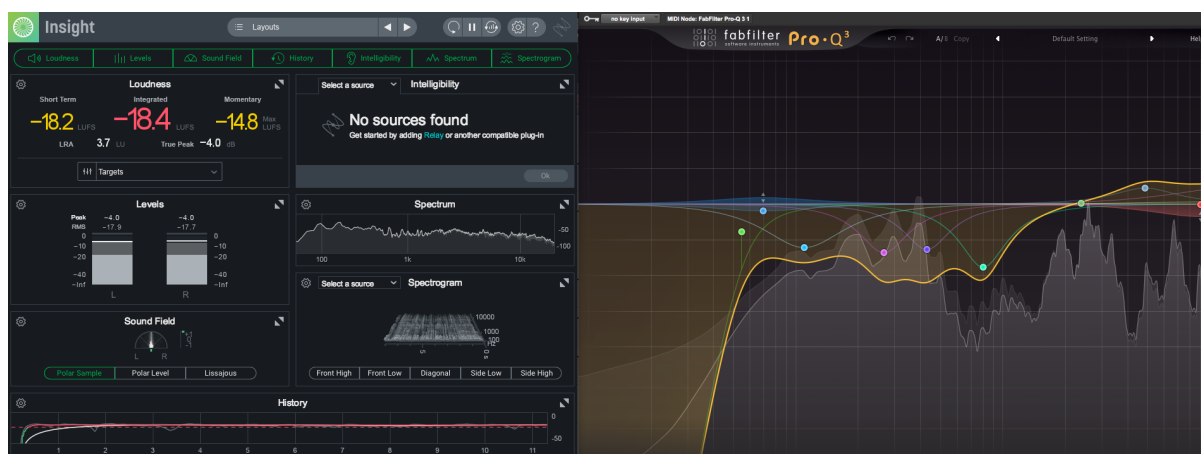 Insight
Layouts
?
Loudness
Levels
Sound Field
History
Intelligibility
Spectrum
Spectrogram
Loudness
Short Term
Integrated
Momentary
-18.2 LUFS
-18.4 LUFS
-14.8 Max LUFS
LRA 3.7 LU
True Peak -4.0 dB
Targets
Select a source
Intelligibility
No sources found
Get started by adding Relay or another compatible plug-in
Ok
Levels
Peak -4.0 -4.0
RMS -17.9 -17.7
0 0
-10 -10
-20 -20
-40 -40
-Inf -Inf
L R
Spectrum
-50
-100
100 1k 10k
Select a source
Spectrogram
10000
1000
100
Hz
5
0 s
Front High
Front Low
Diagonal
Side Low
Side High
Sound Field
L R
Polar Sample
Polar Level
Lissajous
History
0
-50
1 2 3 4 5 6 7 8 9 10 11
no key input
MIDI Node: FabFilter Pro-Q 3 1
fabfilter
software instruments
Pro·Q3
A/B Copy
Default Setting
Hel